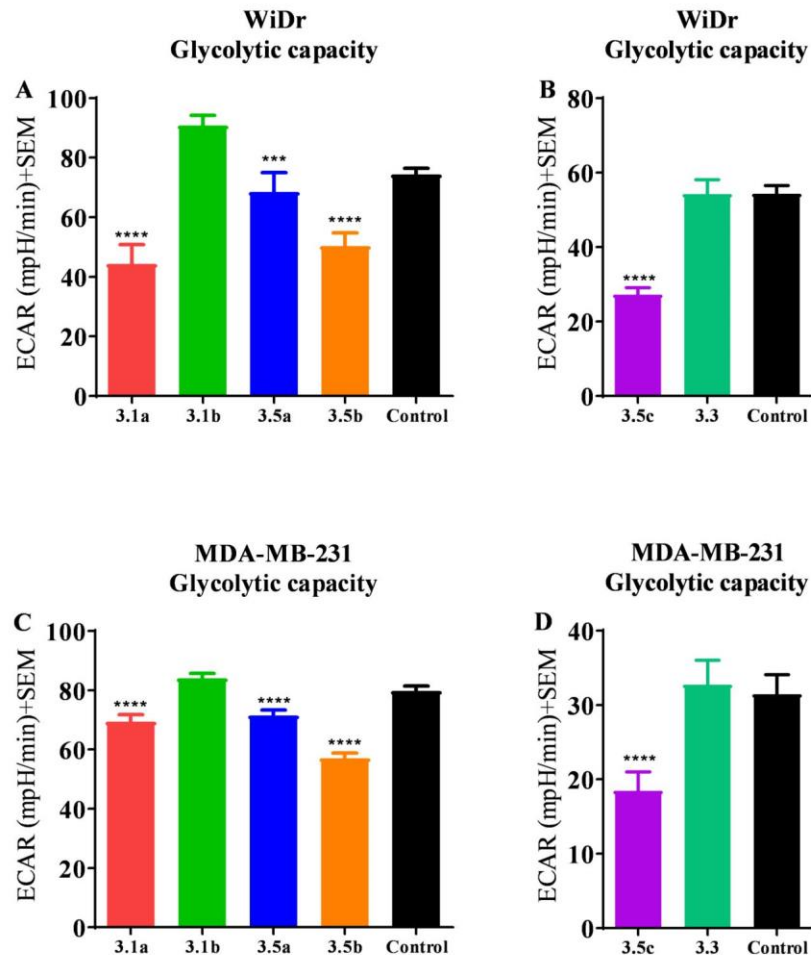 WiDr
Glycolytic capacity
A
ECAR (mpH/min)+SEM
100
80
60
40
20
0
****
***
****
3.1a 3.1b 3.5a 3.5b Control
WiDr
Glycolytic capacity
B
ECAR (mpH/min)+SEM
80
60
40
20
0
****
3.5c 3.3 Control
MDA-MB-231
Glycolytic capacity
C
ECAR (mpH/min)+SEM
100
80
60
40
20
0
****
****
****
3.1a 3.1b 3.5a 3.5b Control
MDA-MB-231
Glycolytic capacity
D
ECAR (mpH/min)+SEM
40
30
20
10
0
****
3.5c 3.3 Control